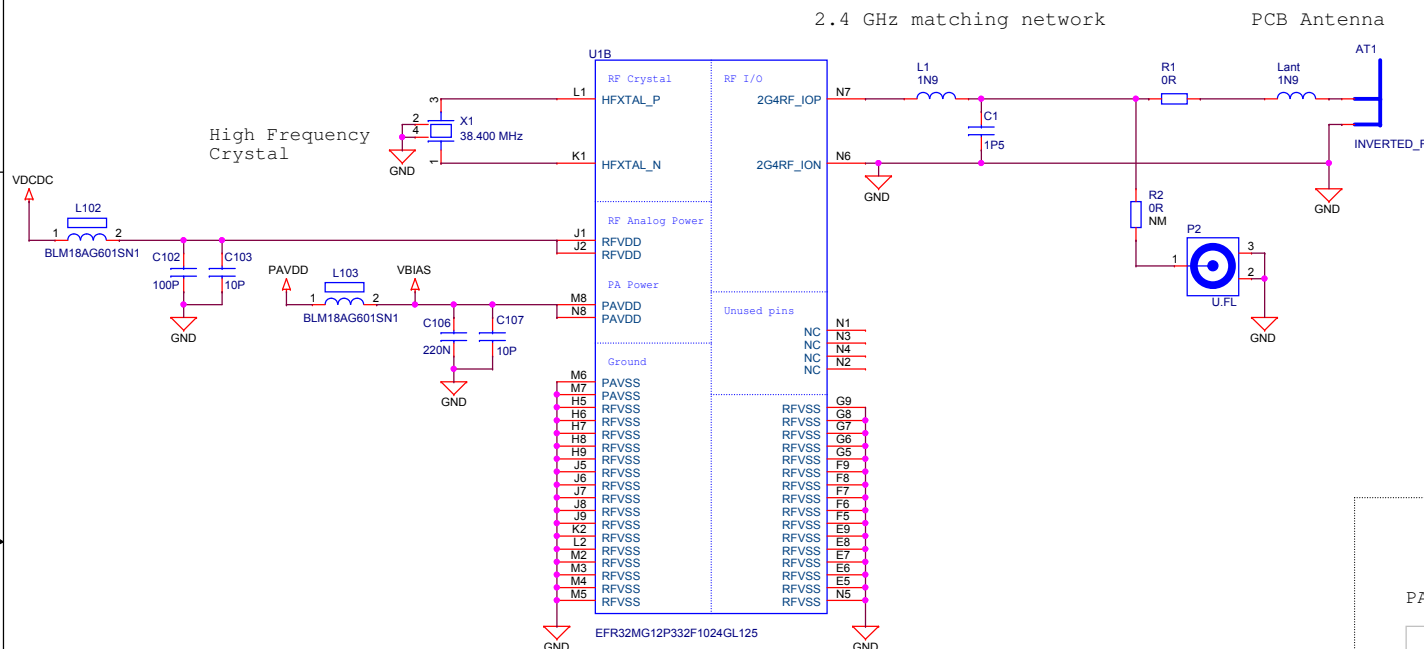 2.4 GHz matching network
PCB Antenna
U1B
AT1
RF Crystal
RF I/O
L1
1N9
R1
0R
Lant
1N9
L1
HFXTAL_P
2G4RF_IOP
N7
3
2
4
1
X1
38.400 MHz
High Frequency
Crystal
GND
C1
1P5
INVERTED_F
K1
HFXTAL_N
2G4RF_ION
N6
GND
GND
VDCDC
R2
0R
NM
L102
1
2
BLM18AG601SN1
RF Analog Power
J1
RFVDD
J2
RFVDD
P2
1
3
2
U.FL
GND
C102
100P
C103
10P
GND
PAVDD
L103
1
2
BLM18AG601SN1
VBIAS
PA Power
M8
PAVDD
N8
PAVDD
C106
220N
C107
10P
GND
Unused pins
NC
N1
NC
N3
NC
N4
NC
N2
Ground
M6
PAVSS
M7
PAVSS
H5
RFVSS
H6
RFVSS
H7
RFVSS
H8
RFVSS
H9
RFVSS
J5
RFVSS
J6
RFVSS
J7
RFVSS
J8
RFVSS
J9
RFVSS
K2
RFVSS
L2
RFVSS
M2
RFVSS
M3
RFVSS
M4
RFVSS
M5
RFVSS
RFVSS
G9
RFVSS
G8
RFVSS
G7
RFVSS
G6
RFVSS
G5
RFVSS
F9
RFVSS
F8
RFVSS
F7
RFVSS
F6
RFVSS
F5
RFVSS
E9
RFVSS
E8
RFVSS
E7
RFVSS
E6
RFVSS
E5
RFVSS
N5
GND
EFR32MG12P332F1024GL125
GND
PA